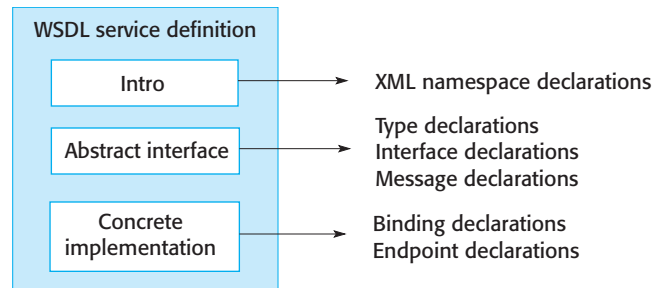 WSDL service definition
Intro
XML namespace declarations
Abstract interface
Type declarations
Interface declarations
Message declarations
Concrete
implementation
Binding declarations
Endpoint declarations